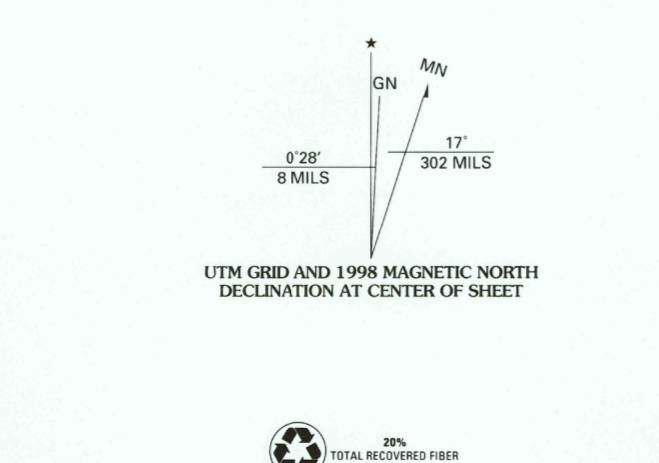 ★
GN
MN
0°28′
8 MILS
17°
302 MILS
UTM GRID AND 1998 MAGNETIC NORTH
DECLINATION AT CENTER OF SHEET
20%
TOTAL RECOVERED FIBER